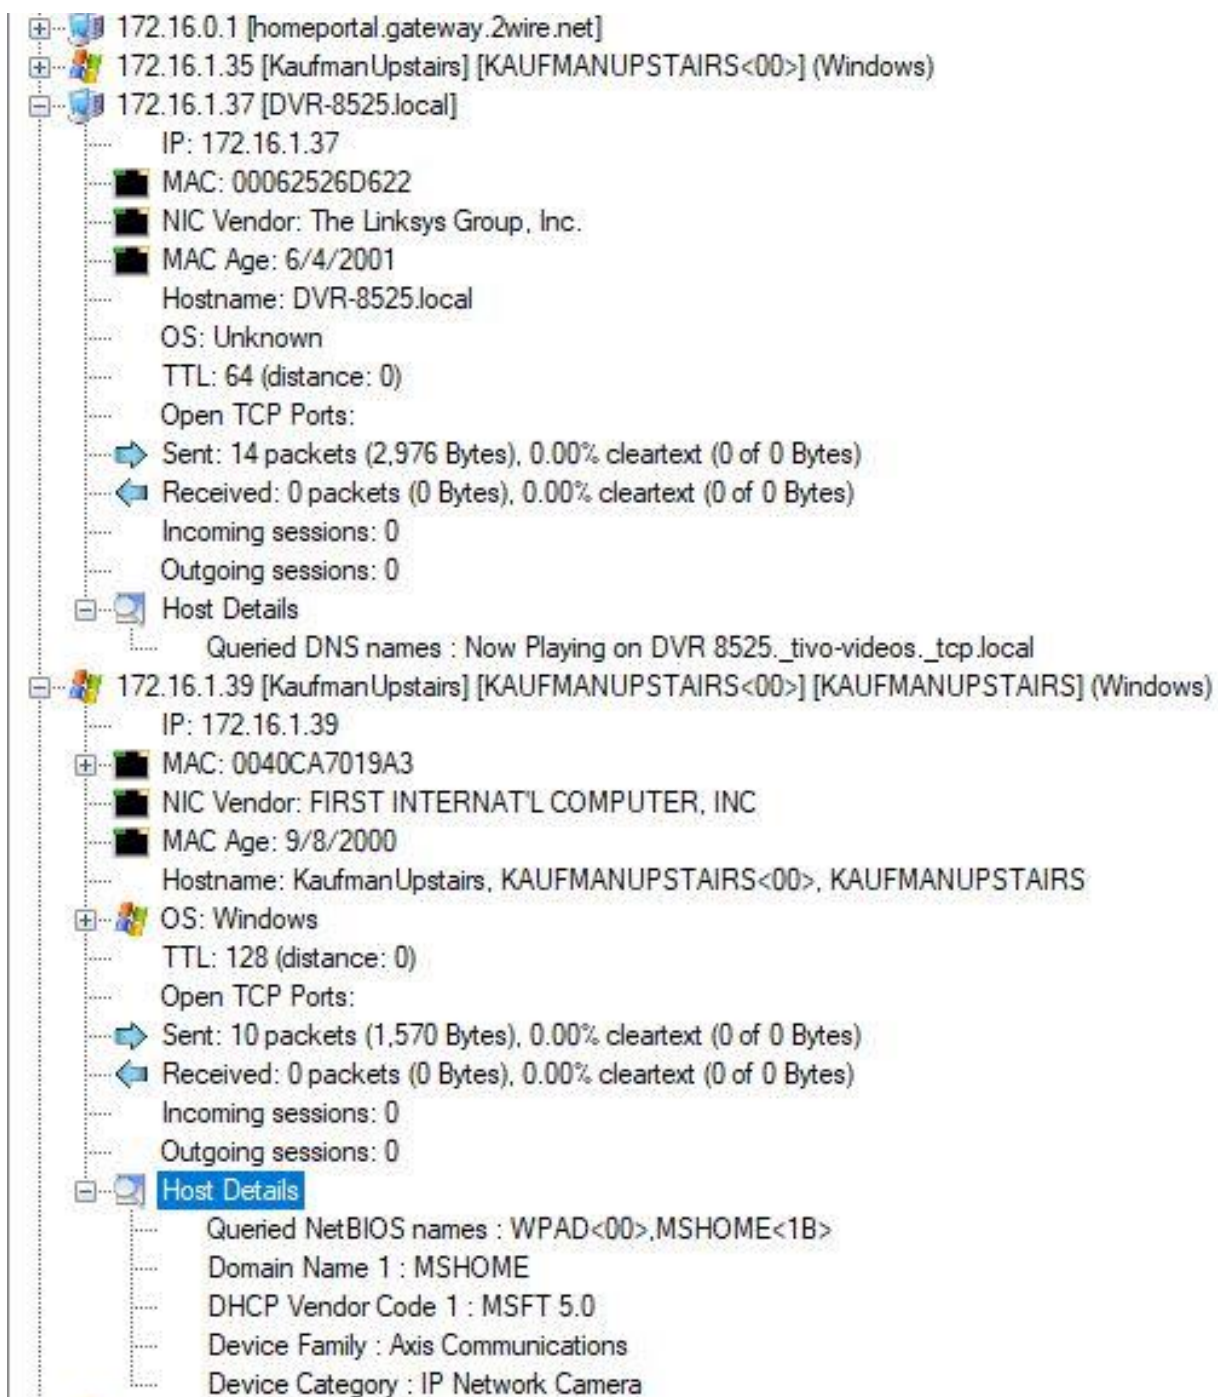 172.16.0.1 [homeportal.gateway.2wire.net]
172.16.1.35 [KaufmanUpstairs] [KAUFMANUPSTAIRS<00>] (Windows)
172.16.1.37 [DVR-8525.local]
IP: 172.16.1.37
MAC: 00062526D622
NIC Vendor: The Linksys Group, Inc.
MAC Age: 6/4/2001
Hostname: DVR-8525.local
OS: Unknown
TTL: 64 (distance: 0)
Open TCP Ports:
Sent: 14 packets (2,976 Bytes), 0.00% cleartext (0 of 0 Bytes)
Received: 0 packets (0 Bytes), 0.00% cleartext (0 of 0 Bytes)
Incoming sessions: 0
Outgoing sessions: 0
Host Details
Queried DNS names : Now Playing on DVR 8525._tivo-videos._tcp.local
172.16.1.39 [KaufmanUpstairs] [KAUFMANUPSTAIRS<00>] [KAUFMANUPSTAIRS] (Windows)
IP: 172.16.1.39
MAC: 0040CA7019A3
NIC Vendor: FIRST INTERNAT'L COMPUTER, INC
MAC Age: 9/8/2000
Hostname: KaufmanUpstairs, KAUFMANUPSTAIRS<00>, KAUFMANUPSTAIRS
OS: Windows
TTL: 128 (distance: 0)
Open TCP Ports:
Sent: 10 packets (1,570 Bytes), 0.00% cleartext (0 of 0 Bytes)
Received: 0 packets (0 Bytes), 0.00% cleartext (0 of 0 Bytes)
Incoming sessions: 0
Outgoing sessions: 0
Host Details
Queried NetBIOS names : WPAD<00>,MSHOME<1B>
Domain Name 1 : MSHOME
DHCP Vendor Code 1 : MSFT 5.0
Device Family : Axis Communications
Device Category : IP Network Camera